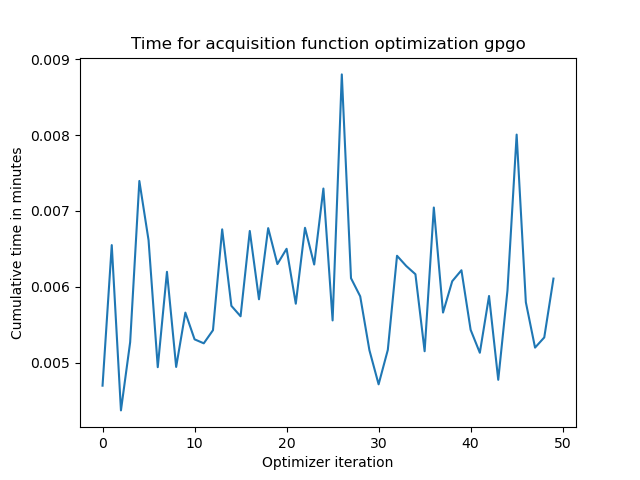 Time for acquisition function optimization gpgo
Cumulative time in minutes
0.009
0.008
0.007
0.006
0.005
0 10 20 30 40 50
Optimizer iteration